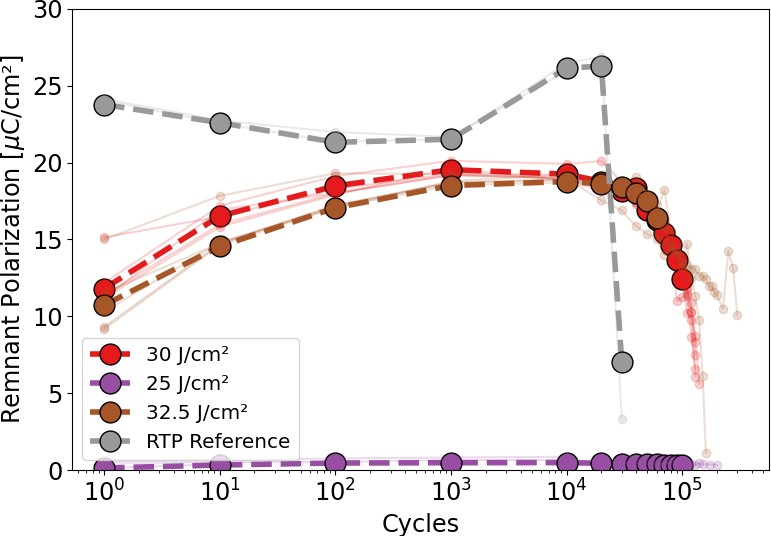 30
25
20
15
10
5
0
Remnant Polarization [μC/cm²]
30 J/cm²
25 J/cm²
32.5 J/cm²
RTP Reference
10⁰ 10¹ 10² 10³ 10⁴ 10⁵
Cycles